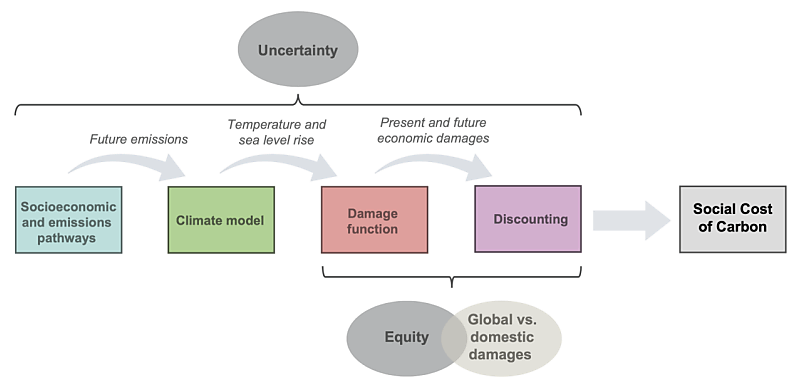 Uncertainty
Future emissions
Temperature and
sea level rise
Present and future
economic damages
Socioeconomic
and emissions
pathways
Climate model
Damage
function
Discounting
Social Cost
of Carbon
Equity
Global vs.
domestic
damages